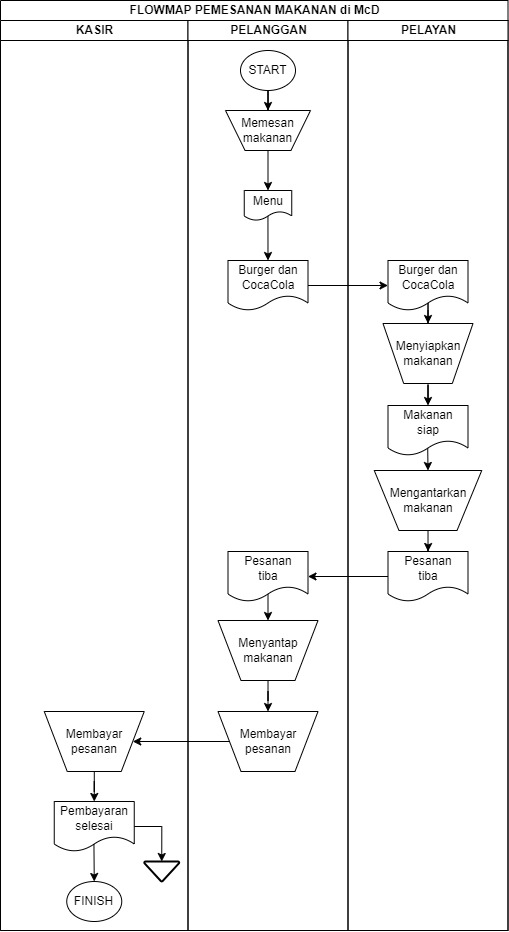 FLOWMAP PEMESANAN MAKANAN di McD
KASIR
PELANGGAN
PELAYAN
START
Memesan
makanan
Menu
Burger dan
CocaCola
Burger dan
CocaCola
Menyiapkan
makanan
Makanan
siap
Mengantarkan
makanan
Pesanan
tiba
Pesanan
tiba
Menyantap
makanan
Membayar
pesanan
Membayar
pesanan
Pembayaran
selesai
FINISH